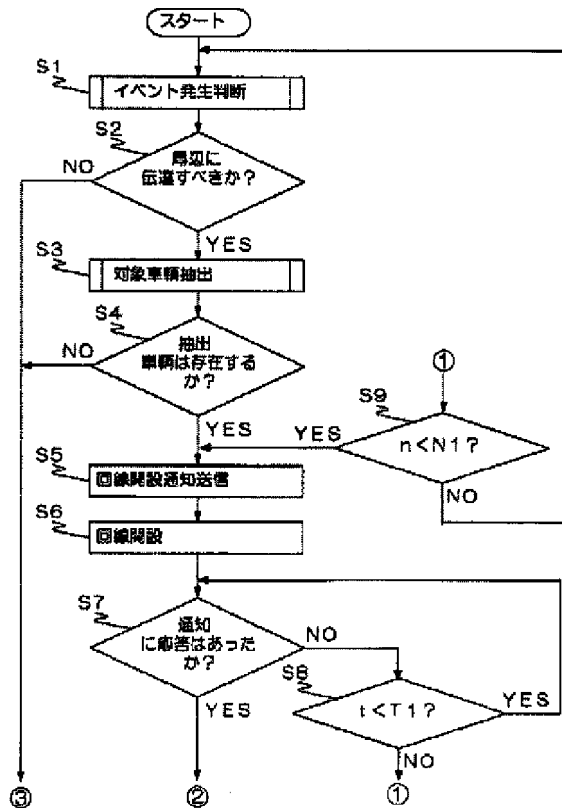 スタート
S1
イベント発生判断
S2
周辺に
伝達すべきか?
NO
YES
S3
対象車輌抽出
S4
抽出
車輌は存在する
か?
NO
YES
①
S9
n<N1?
YES
NO
S5
回線開設通知送信
S6
回線開設
S7
通知
に応答はあった
か?
NO
YES
S8
t<T1?
YES
NO
③
②
①